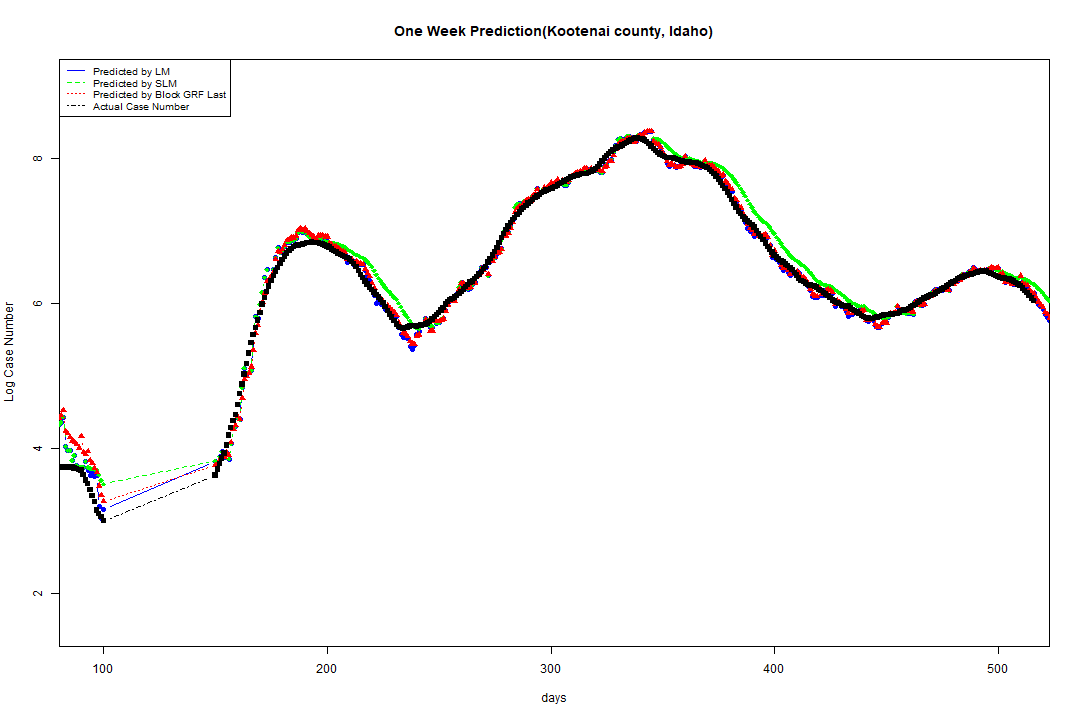 One Week Prediction(Kootenai county, Idaho)
Predicted by LM
Predicted by SLM
Predicted by Block GRF Last
Actual Case Number
Log Case Number
8
6
4
2
100 200 300 400 500
days